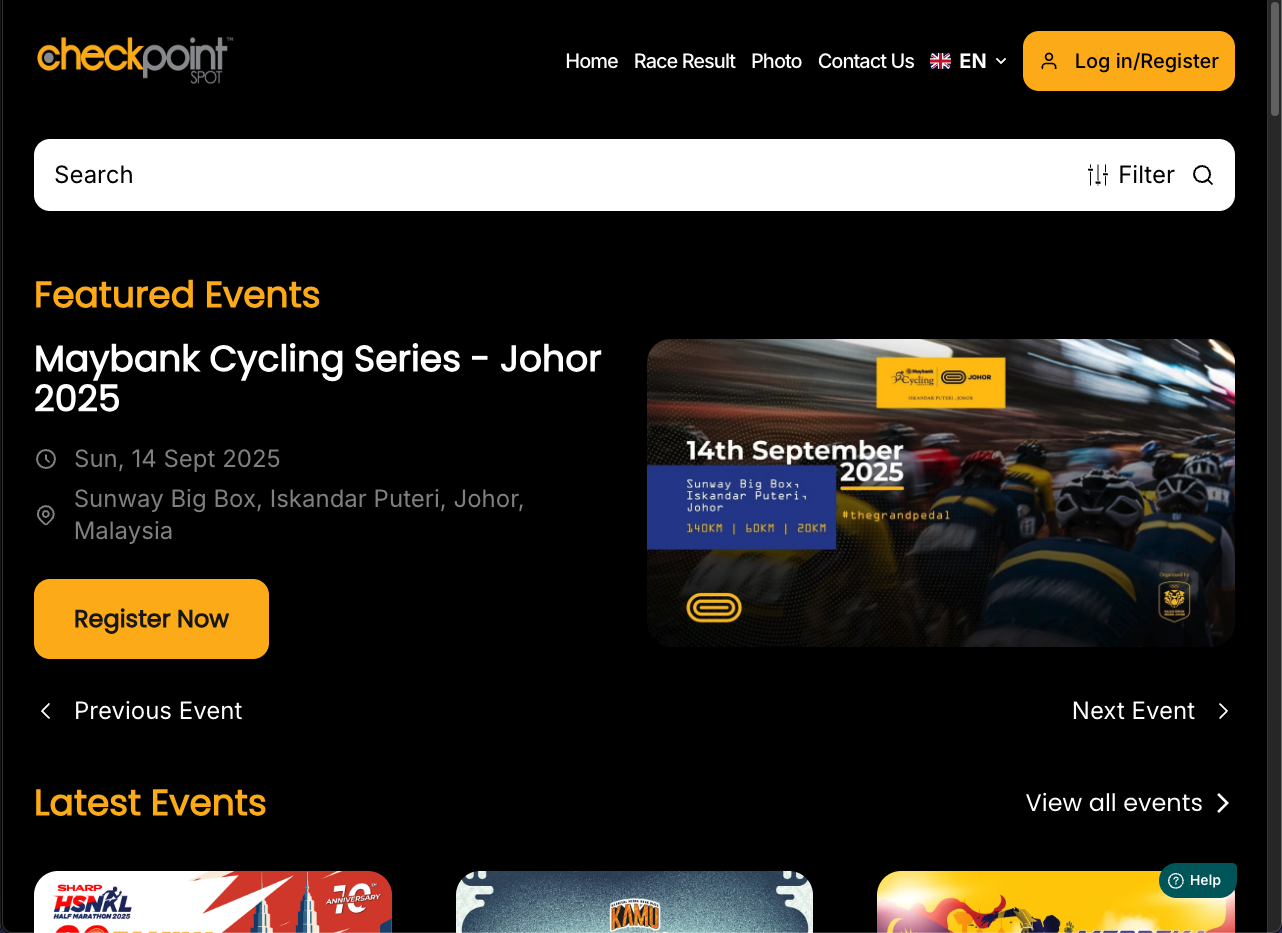 checkpoint™
SPOT
Home Race Result Photo Contact Us EN Log in/Register
Search Filter
Featured Events
Maybank Cycling Series - Johor
2025
Sun, 14 Sept 2025
Sunway Big Box, Iskandar Puteri, Johor,
Malaysia
Register Now
Maybank
Cycling JOHOR
ISKANDAR PUTERI, JOHOR
14th September
2025
Sunway Big Box,
Iskandar Puteri,
Johor
140KM | 60KM | 20KM
#thegrandpedal
Organised by
Previous Event Next Event
Latest Events View all events
SHARP
HSNKL
HALF MARATHON 2025
10
ANNIVERSARY
KAMU
Help